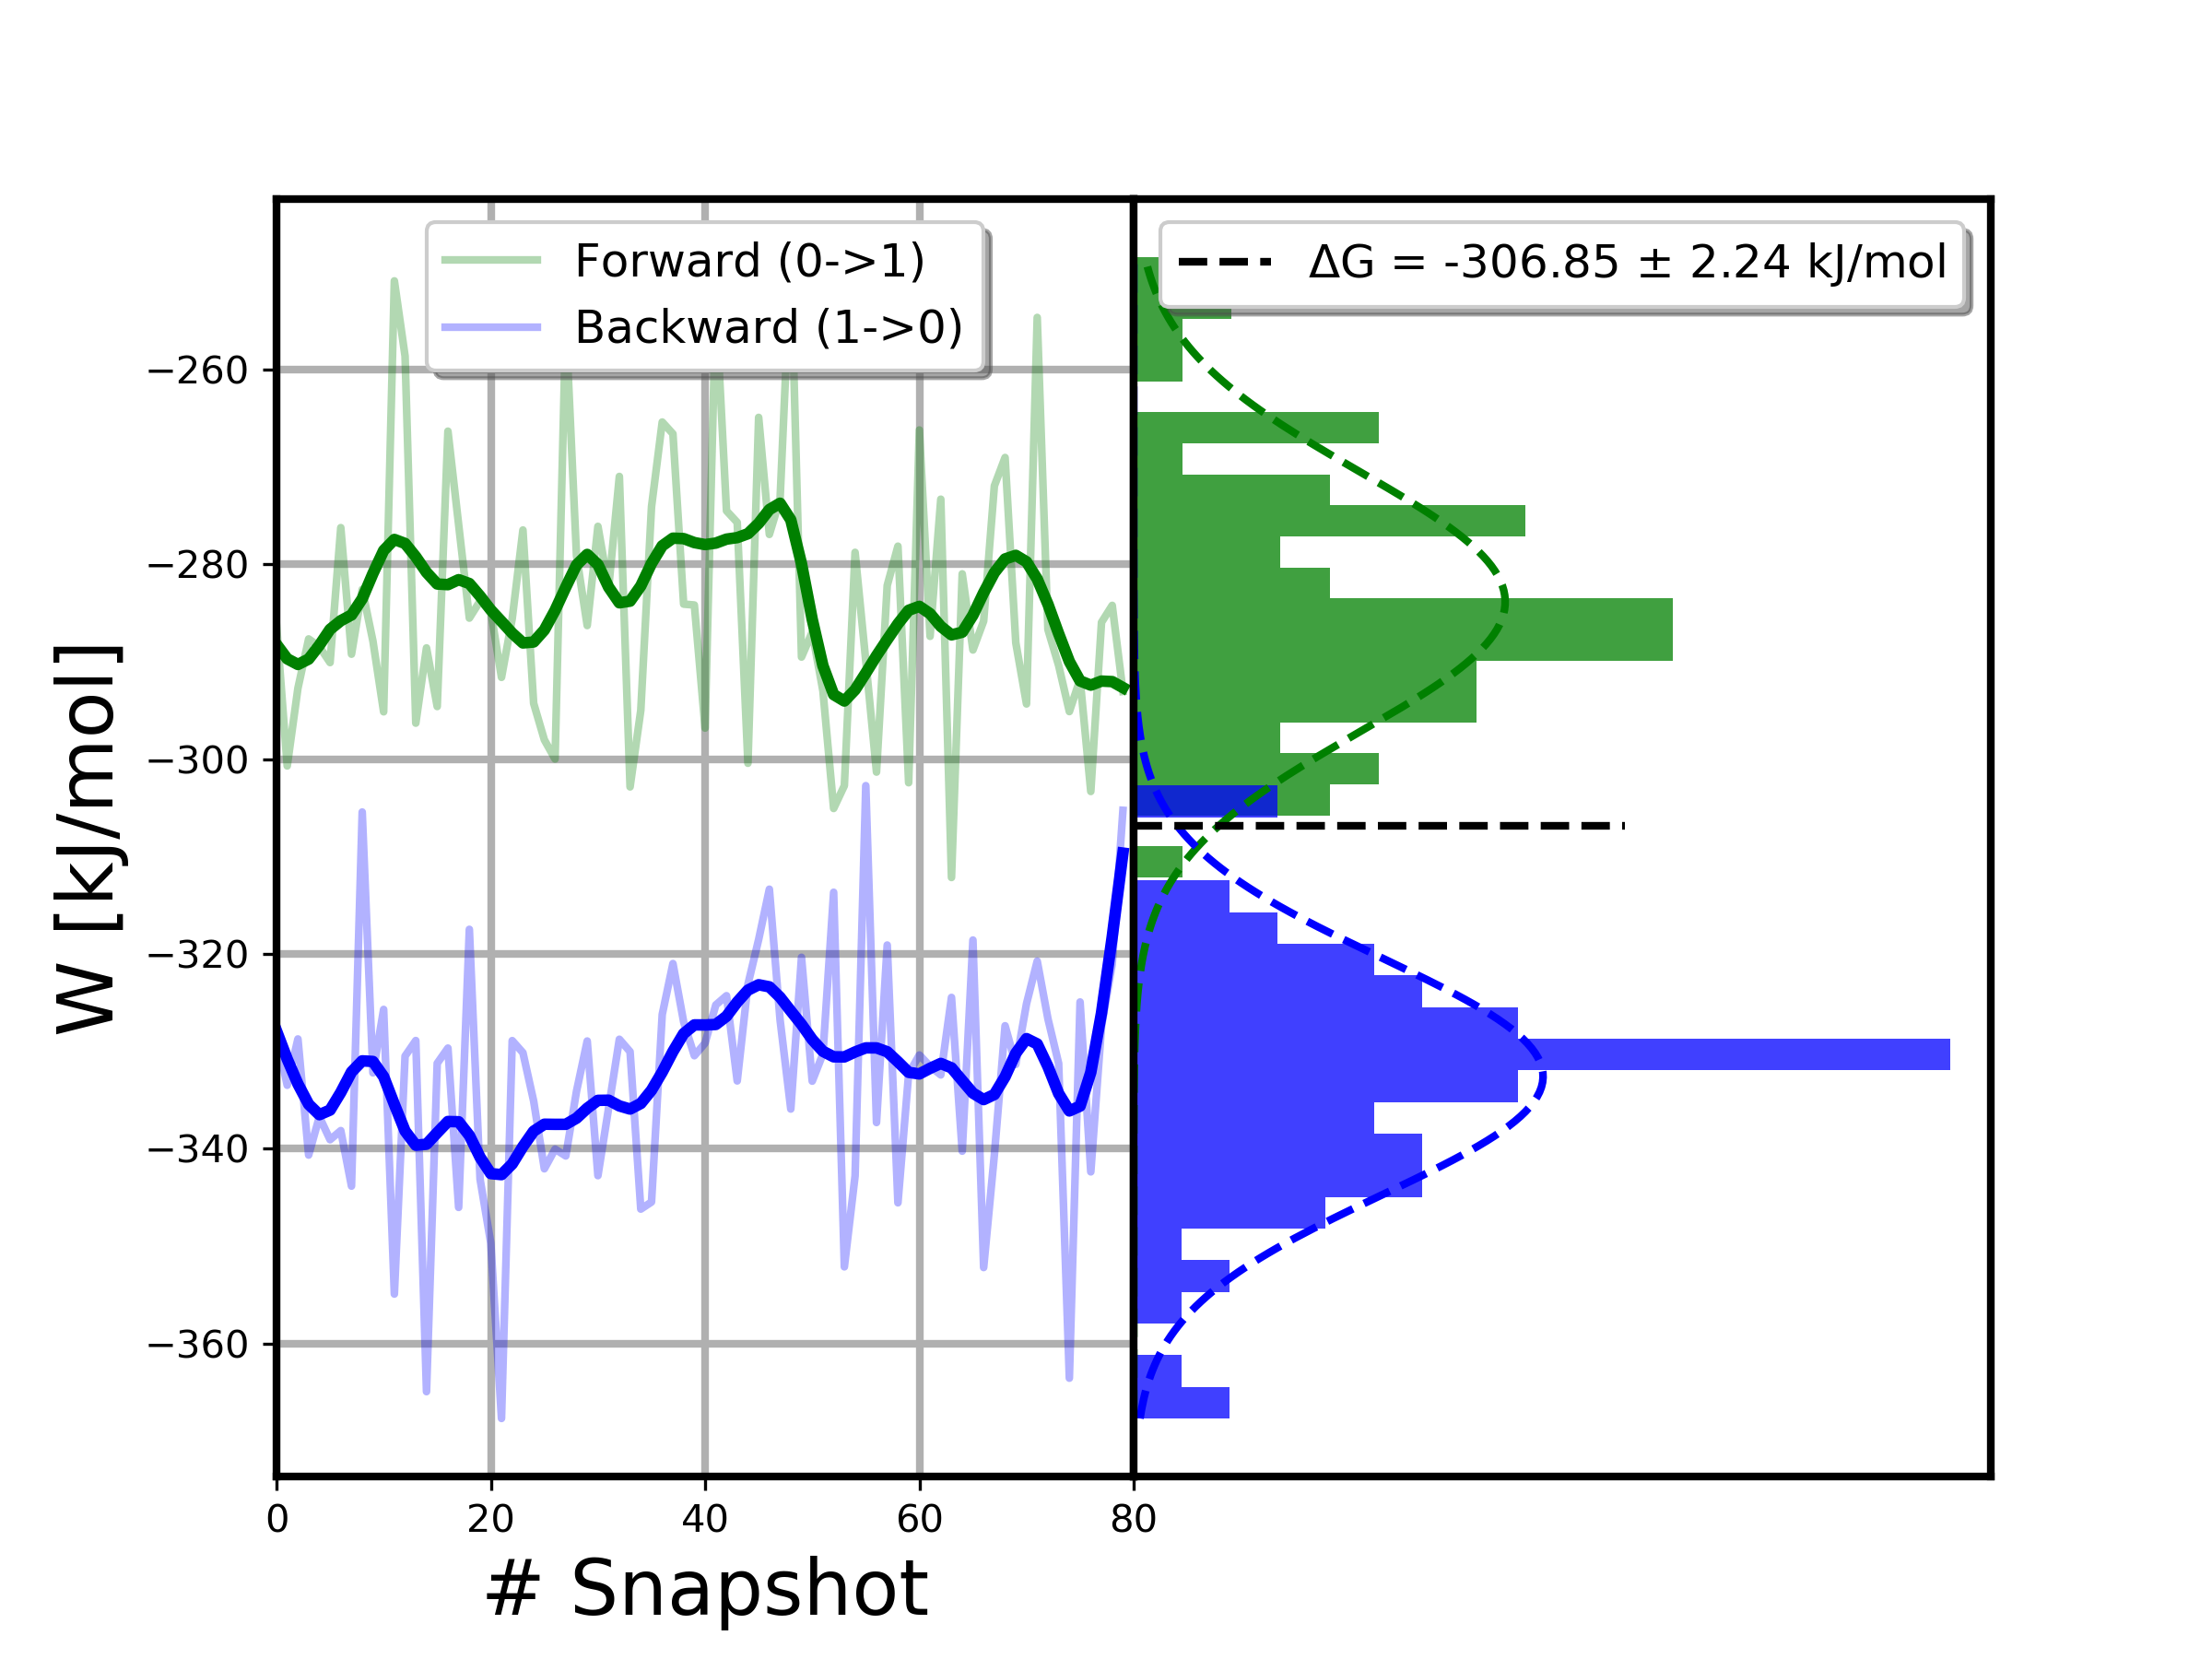 Forward (0->1)
Backward (1->0)
ΔG = -306.85 ± 2.24 kJ/mol
W [kJ/mol]
−260
−280
−300
−320
−340
−360
0 20 40 60 80
# Snapshot